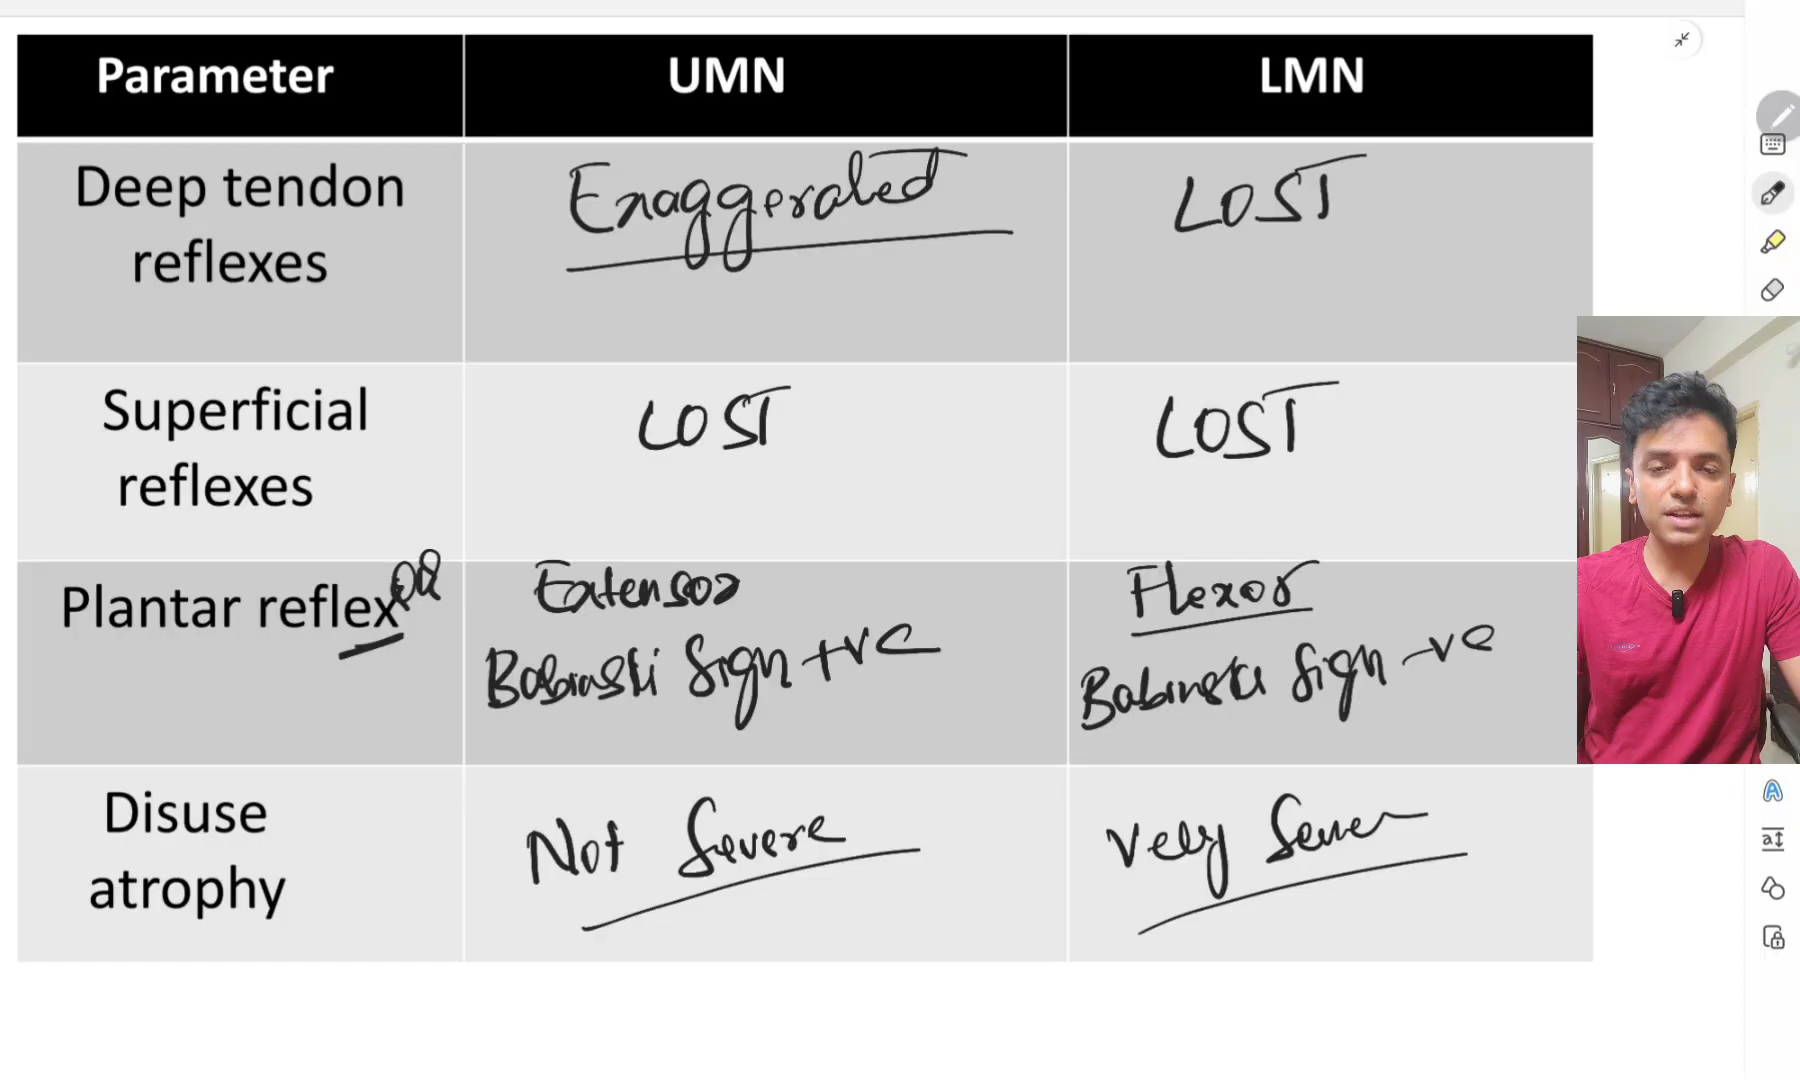 Parameter UMN LMN
Deep tendon Exaggerated LOST
reflexes
Superficial LOST LOST
reflexes
Plantar reflex Extensor Flexor
Babinski Sign +ve Babinski Sign -ve
Disuse Not Severe Very
atrophy